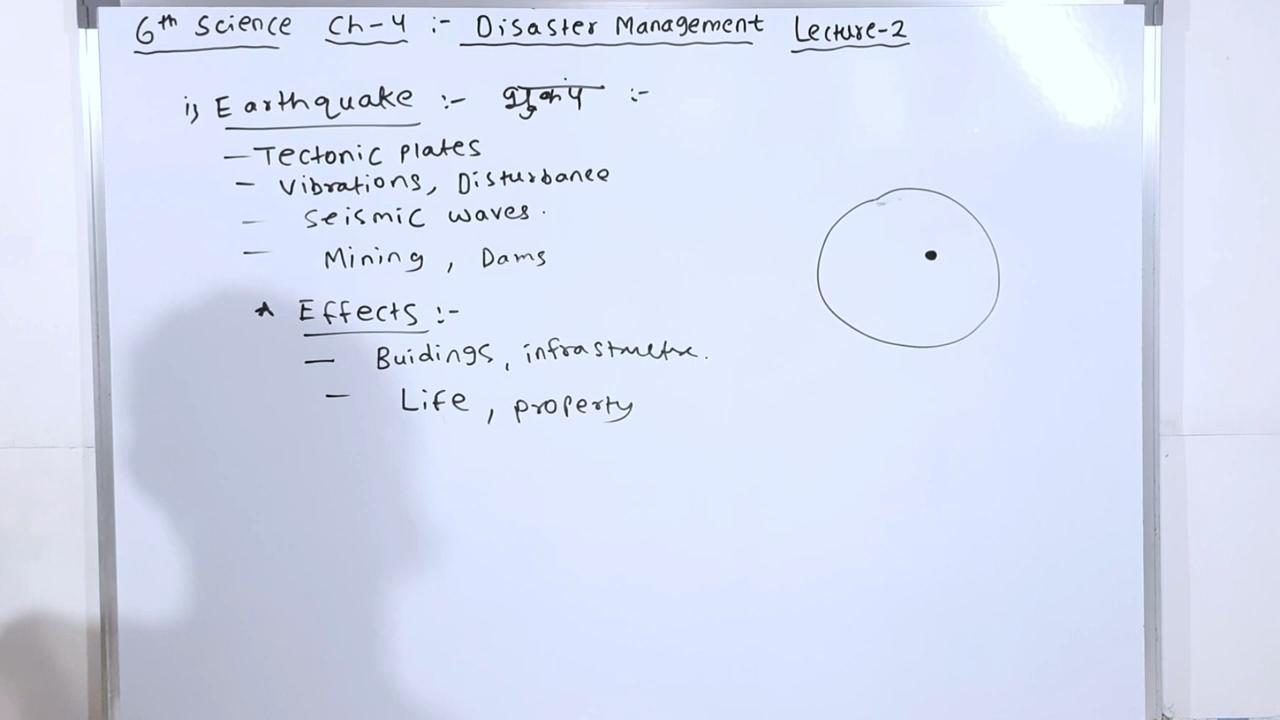 6th Science Ch-4 :- Disaster Management Lecture-2
i) Earthquake :- भूकंप :-
- Tectonic plates
- Vibrations, Disturbance
- Seismic waves.
- Mining, Dams
* Effects :-
- Buidings, infrastructure.
- Life, property